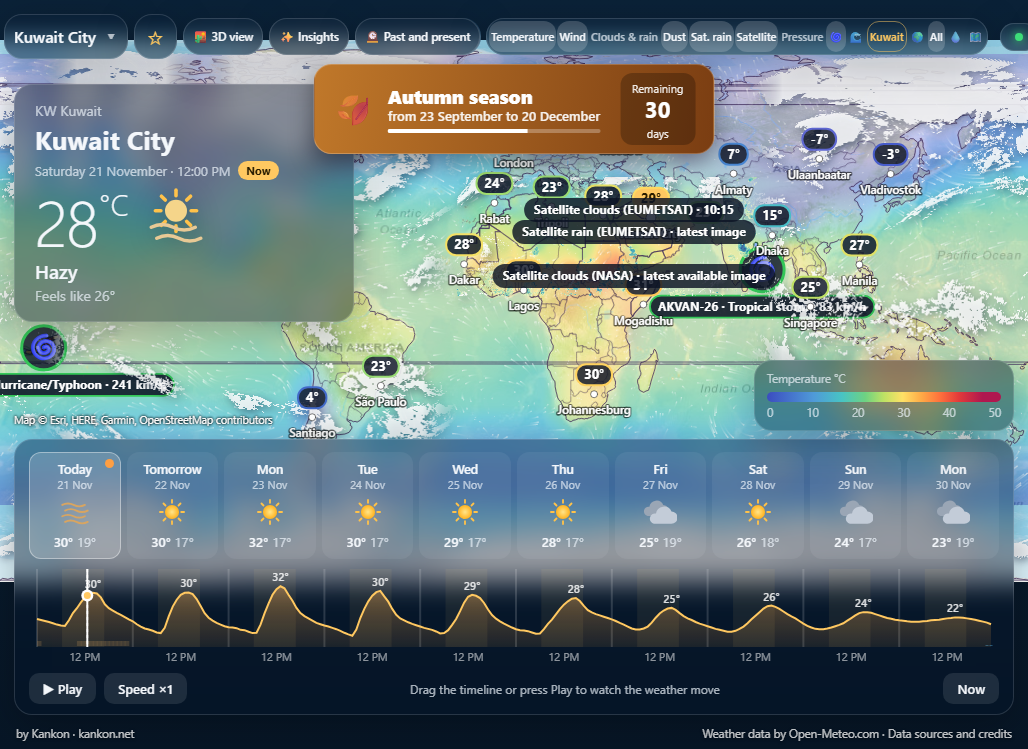 Kuwait City
3D view
Insights
Past and present
Temperature
Wind
Clouds & rain
Dust
Sat. rain
Satellite
Pressure
Kuwait
All
KW Kuwait
Kuwait City
Saturday 21 November · 12:00 PM
Now
28°C
Hazy
Feels like 26°
Autumn season
from 23 September to 20 December
Remaining
30
days
London
24°
Rabat
23°
28°
7°
Almaty
-7°
Ulaanbaatar
-3°
Vladivostok
Satellite clouds (EUMETSAT) · 10:15
Satellite rain (EUMETSAT) · latest image
Satellite clouds (NASA) · latest available image
Atlantic
Pacific Ocean
15°
Dhaka
28°
Dakar
27°
Manila
Lagos
Mogadishu
25°
Singapore
AKVAN-26 · Tropical
83 km/h
SOUTH AMERICA
23°
São Paulo
4°
Santiago
30°
Johannesburg
Indian
241 km/h
Map © Esri, HERE, Garmin, OpenStreetMap contributors
Temperature °C
0 10 20 30 40 50
Today
21 Nov
30° 19°
Tomorrow
22 Nov
30° 17°
Mon
23 Nov
32° 17°
Tue
24 Nov
30° 17°
Wed
25 Nov
29° 17°
Thu
26 Nov
28° 17°
Fri
27 Nov
25° 19°
Sat
28 Nov
26° 18°
Sun
29 Nov
24° 17°
Mon
30 Nov
23° 19°
30° 30° 32° 30° 29° 28° 25° 26° 24° 22°
12 PM 12 PM 12 PM 12 PM 12 PM 12 PM 12 PM 12 PM 12 PM 12 PM
Play
Speed ×1
Drag the timeline or press Play to watch the weather move
Now
by Kankon · kankon.net
Weather data by Open-Meteo.com · Data sources and credits